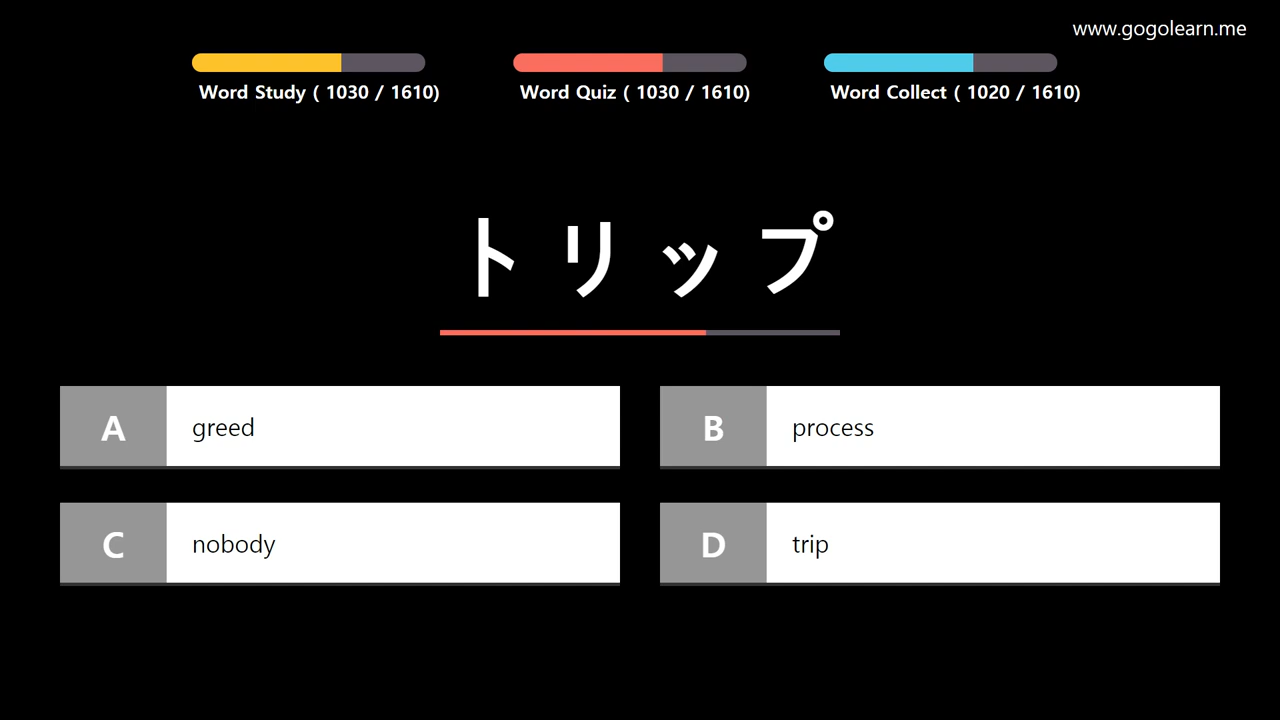 www.gogolearn.me
Word Study ( 1030 / 1610)
Word Quiz ( 1030 / 1610)
Word Collect ( 1020 / 1610)
トリップ
A greed
B process
C nobody
D trip